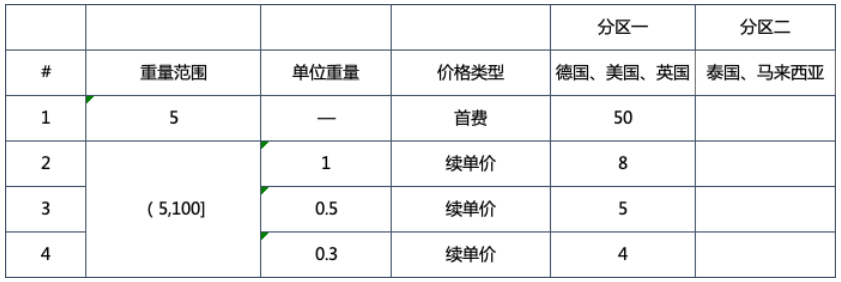 分区一 分区二
# 重量范围 单位重量 价格类型 德国、美国、英国 泰国、马来西亚
1 5 — 首费 50
2 1 续单价 8
3 (5,100] 0.5 续单价 5
4 0.3 续单价 4